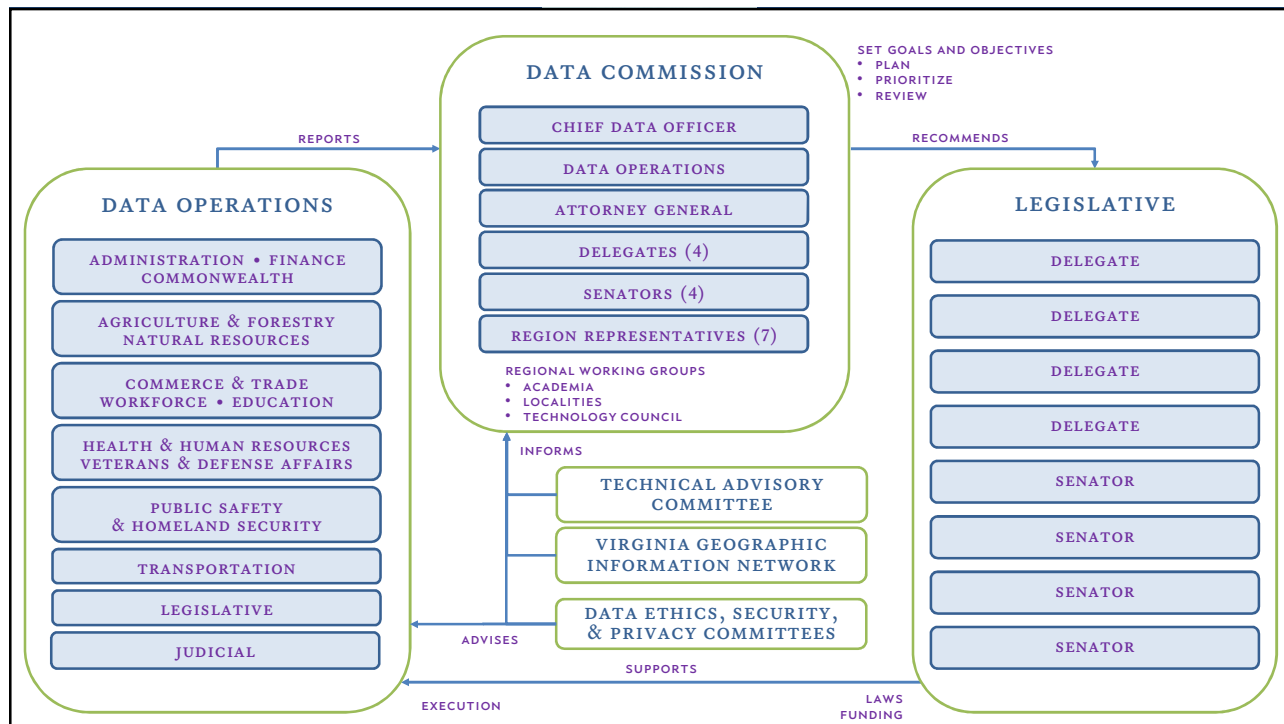 DATA COMMISSION
CHIEF DATA OFFICER
DATA OPERATIONS
ATTORNEY GENERAL
DELEGATES (4)
SENATORS (4)
REGION REPRESENTATIVES (7)
REGIONAL WORKING GROUPS
• ACADEMIA
• LOCALITIES
• TECHNOLOGY COUNCIL
SET GOALS AND OBJECTIVES
• PLAN
• PRIORITIZE
• REVIEW
REPORTS
RECOMMENDS
DATA OPERATIONS
ADMINISTRATION • FINANCE
COMMONWEALTH
AGRICULTURE & FORESTRY
NATURAL RESOURCES
COMMERCE & TRADE
WORKFORCE • EDUCATION
HEALTH & HUMAN RESOURCES
VETERANS & DEFENSE AFFAIRS
PUBLIC SAFETY
& HOMELAND SECURITY
TRANSPORTATION
LEGISLATIVE
JUDICIAL
INFORMS
TECHNICAL ADVISORY
COMMITTEE
VIRGINIA GEOGRAPHIC
INFORMATION NETWORK
DATA ETHICS, SECURITY,
& PRIVACY COMMITTEES
ADVISES
LEGISLATIVE
DELEGATE
DELEGATE
DELEGATE
DELEGATE
SENATOR
SENATOR
SENATOR
SENATOR
SUPPORTS
EXECUTION
LAWS
FUNDING